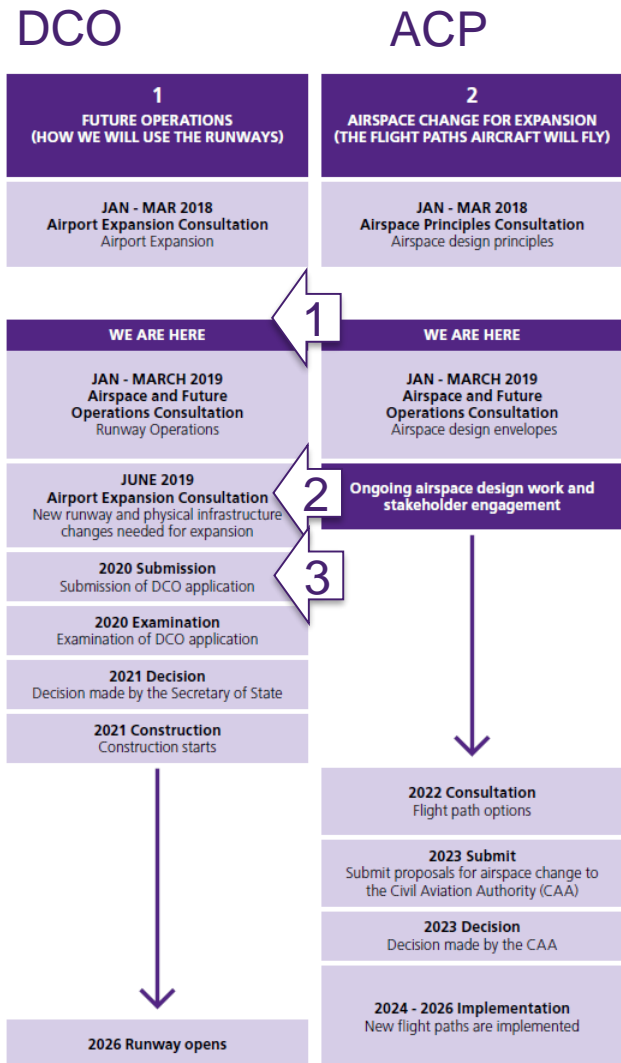 DCO
ACP
1
FUTURE OPERATIONS
(HOW WE WILL USE THE RUNWAYS)
2
AIRSPACE CHANGE FOR EXPANSION
(THE FLIGHT PATHS AIRCRAFT WILL FLY)
JAN - MAR 2018
Airport Expansion Consultation
Airport Expansion
JAN - MAR 2018
Airspace Principles Consultation
Airspace design principles
1
WE ARE HERE
WE ARE HERE
JAN - MARCH 2019
Airspace and Future
Operations Consultation
Runway Operations
JAN - MARCH 2019
Airspace and Future
Operations Consultation
Airspace design envelopes
JUNE 2019
Airport Expansion Consultation
New runway and physical infrastructure
changes needed for expansion
2
Ongoing airspace design work and
stakeholder engagement
2020 Submission
Submission of DCO application
3
2020 Examination
Examination of DCO application
2021 Decision
Decision made by the Secretary of State
2021 Construction
Construction starts
2022 Consultation
Flight path options
2023 Submit
Submit proposals for airspace change to
the Civil Aviation Authority (CAA)
2023 Decision
Decision made by the CAA
2024 - 2026 Implementation
New flight paths are implemented
2026 Runway opens